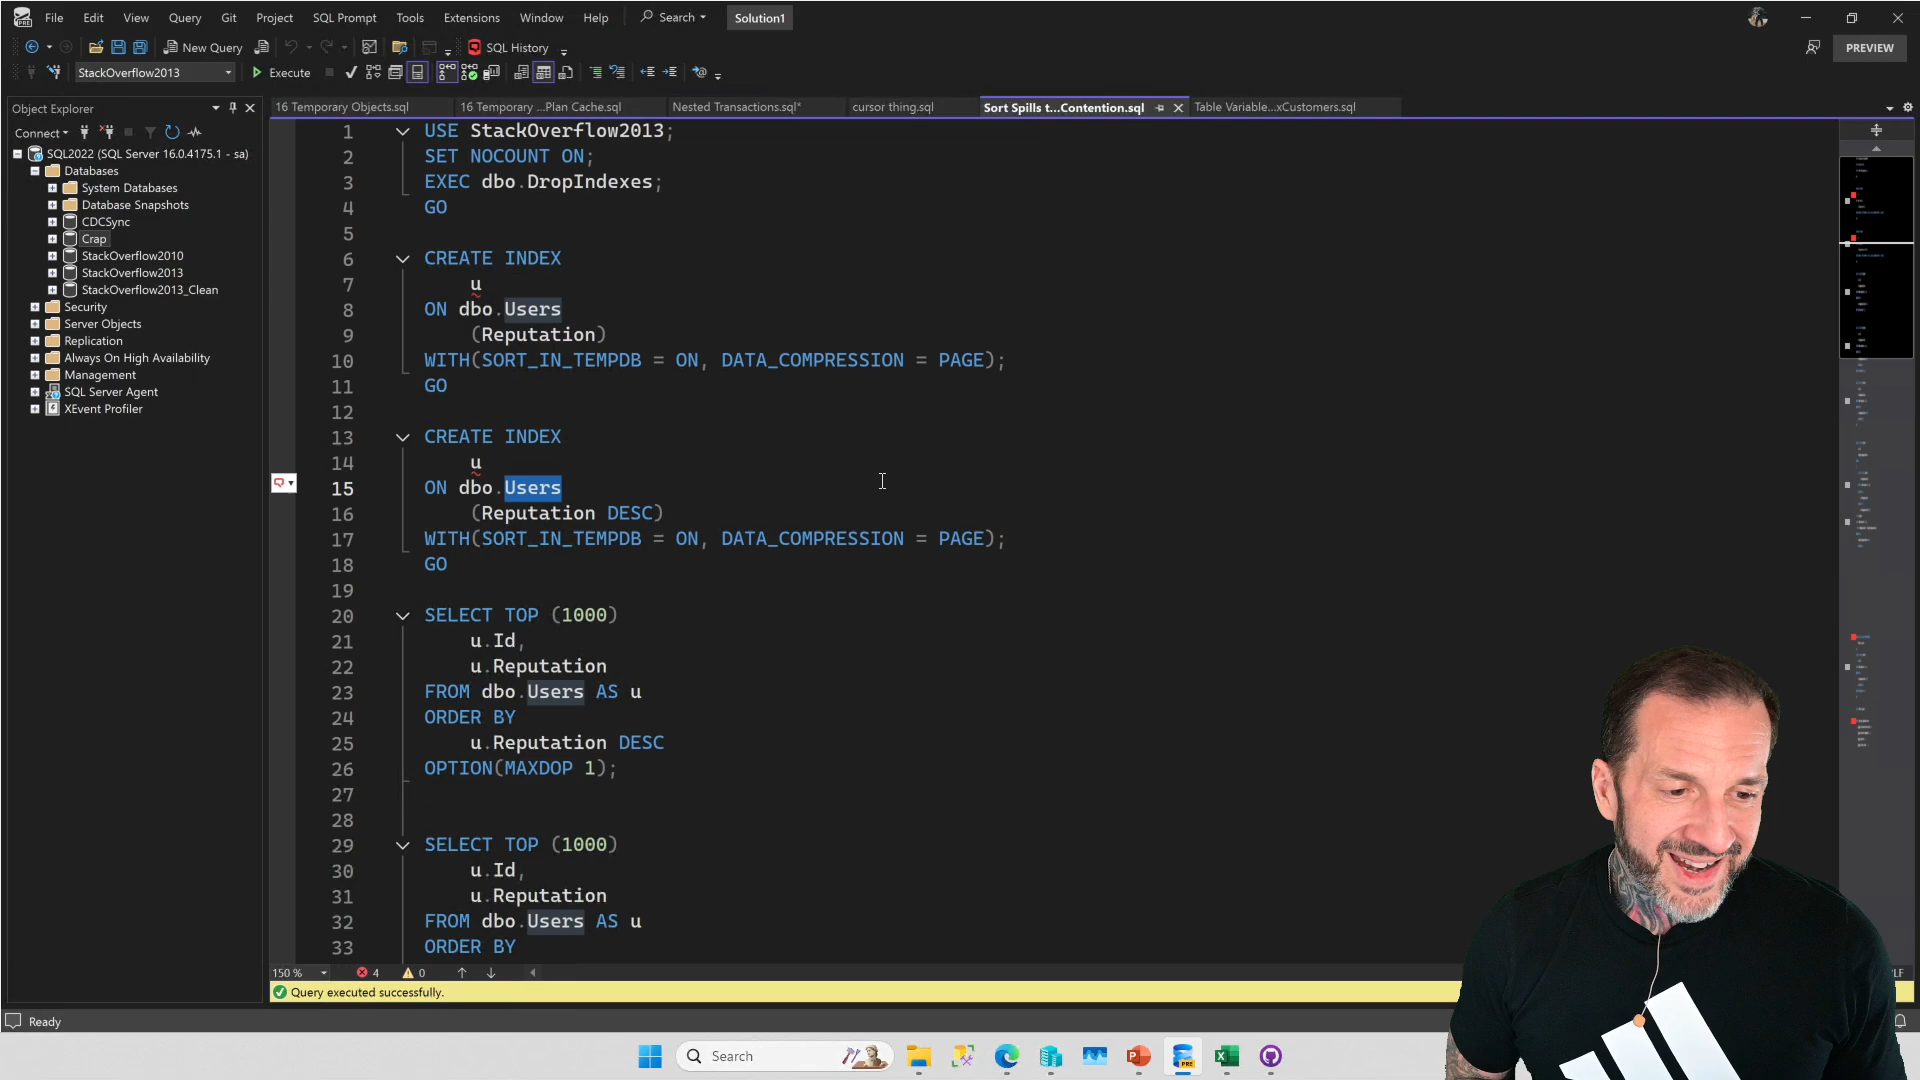 File Edit View Query Git Project SQL Prompt Tools Extensions Window Help Search Solution1
New Query SQL History PREVIEW
StackOverflow2013 Execute
Object Explorer
Connect
SQL2022 (SQL Server 16.0.4175.1 - sa)
Databases
System Databases
Database Snapshots
CDCSync
Crap
StackOverflow2010
StackOverflow2013
StackOverflow2013_Clean
Security
Server Objects
Replication
Always On High Availability
Management
SQL Server Agent
XEvent Profiler
16 Temporary Objects.sql 16 Temporary ...Plan Cache.sql Nested Transactions.sql* cursor thing.sql Sort Spills t...Contention.sql Table Variable...xCustomers.sql
1 USE StackOverflow2013;
2 SET NOCOUNT ON;
3 EXEC dbo.DropIndexes;
4 GO
5
6 CREATE INDEX
7 u
8 ON dbo.Users
9 (Reputation)
10 WITH(SORT_IN_TEMPDB = ON, DATA_COMPRESSION = PAGE);
11 GO
12
13 CREATE INDEX
14 u
15 ON dbo.Users
16 (Reputation DESC)
17 WITH(SORT_IN_TEMPDB = ON, DATA_COMPRESSION = PAGE);
18 GO
19
20 SELECT TOP (1000)
21 u.Id,
22 u.Reputation
23 FROM dbo.Users AS u
24 ORDER BY
25 u.Reputation DESC
26 OPTION(MAXDOP 1);
27
28
29 SELECT TOP (1000)
30 u.Id,
31 u.Reputation
32 FROM dbo.Users AS u
33 ORDER BY
150 % 4 0
Query executed successfully.
Ready
Search